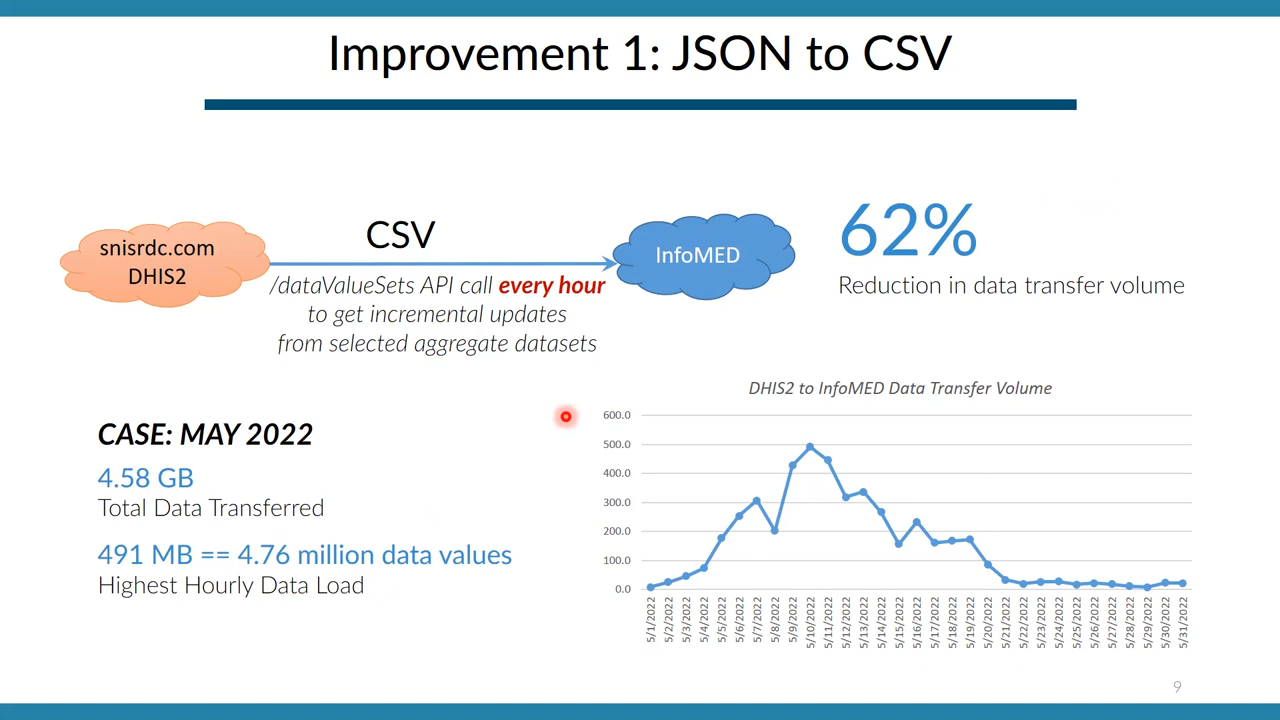 Improvement 1: JSON to CSV
snisrdc.com
DHIS2
CSV
/dataValueSets API call every hour
to get incremental updates
from selected aggregate datasets
InfoMED
62%
Reduction in data transfer volume
CASE: MAY 2022
4.58 GB
Total Data Transferred
491 MB == 4.76 million data values
Highest Hourly Data Load
DHIS2 to InfoMED Data Transfer Volume
600.0
500.0
400.0
300.0
200.0
100.0
0.0
5/1/2022
5/2/2022
5/3/2022
5/4/2022
5/5/2022
5/6/2022
5/7/2022
5/8/2022
5/9/2022
5/10/2022
5/11/2022
5/12/2022
5/13/2022
5/14/2022
5/15/2022
5/16/2022
5/17/2022
5/18/2022
5/19/2022
5/20/2022
5/21/2022
5/22/2022
5/23/2022
5/24/2022
5/25/2022
5/26/2022
5/27/2022
5/28/2022
5/29/2022
5/30/2022
5/31/2022
9